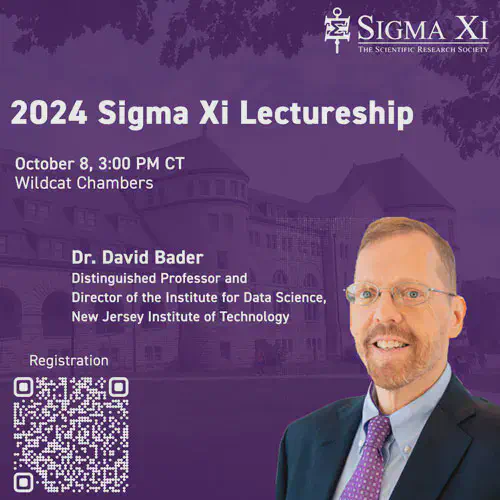 SIGMA XI
THE SCIENTIFIC RESEARCH SOCIETY
2024 Sigma Xi Lectureship
October 8, 3:00 PM CT
Wildcat Chambers
Dr. David Bader
Distinguished Professor and
Director of the Institute for Data Science,
New Jersey Institute of Technology
Registration